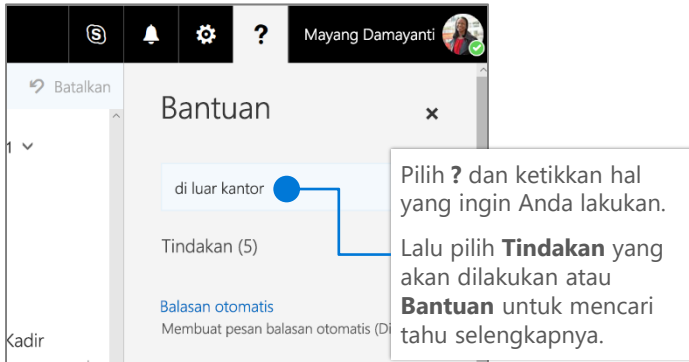 ? Mayang Damayanti
Batalkan
Bantuan
1
di luar kantor
Tindakan (5)
Balasan otomatis
Membuat pesan balasan otomatis (Di
Kadir
Pilih ? dan ketikkan hal
yang ingin Anda lakukan.
Lalu pilih Tindakan yang
akan dilakukan atau
Bantuan untuk mencari
tahu selengkapnya.